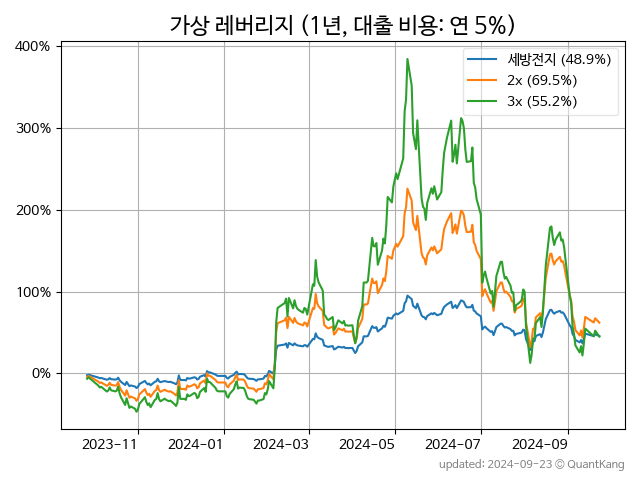 가상 레버리지 (1년, 대출 비용: 연 5%)
400%
300%
200%
100%
0%
세방전지 (48.9%)
2x (69.5%)
3x (55.2%)
2023-11
2024-01
2024-03
2024-05
2024-07
2024-09
updated: 2024-09-23 © QuantKang